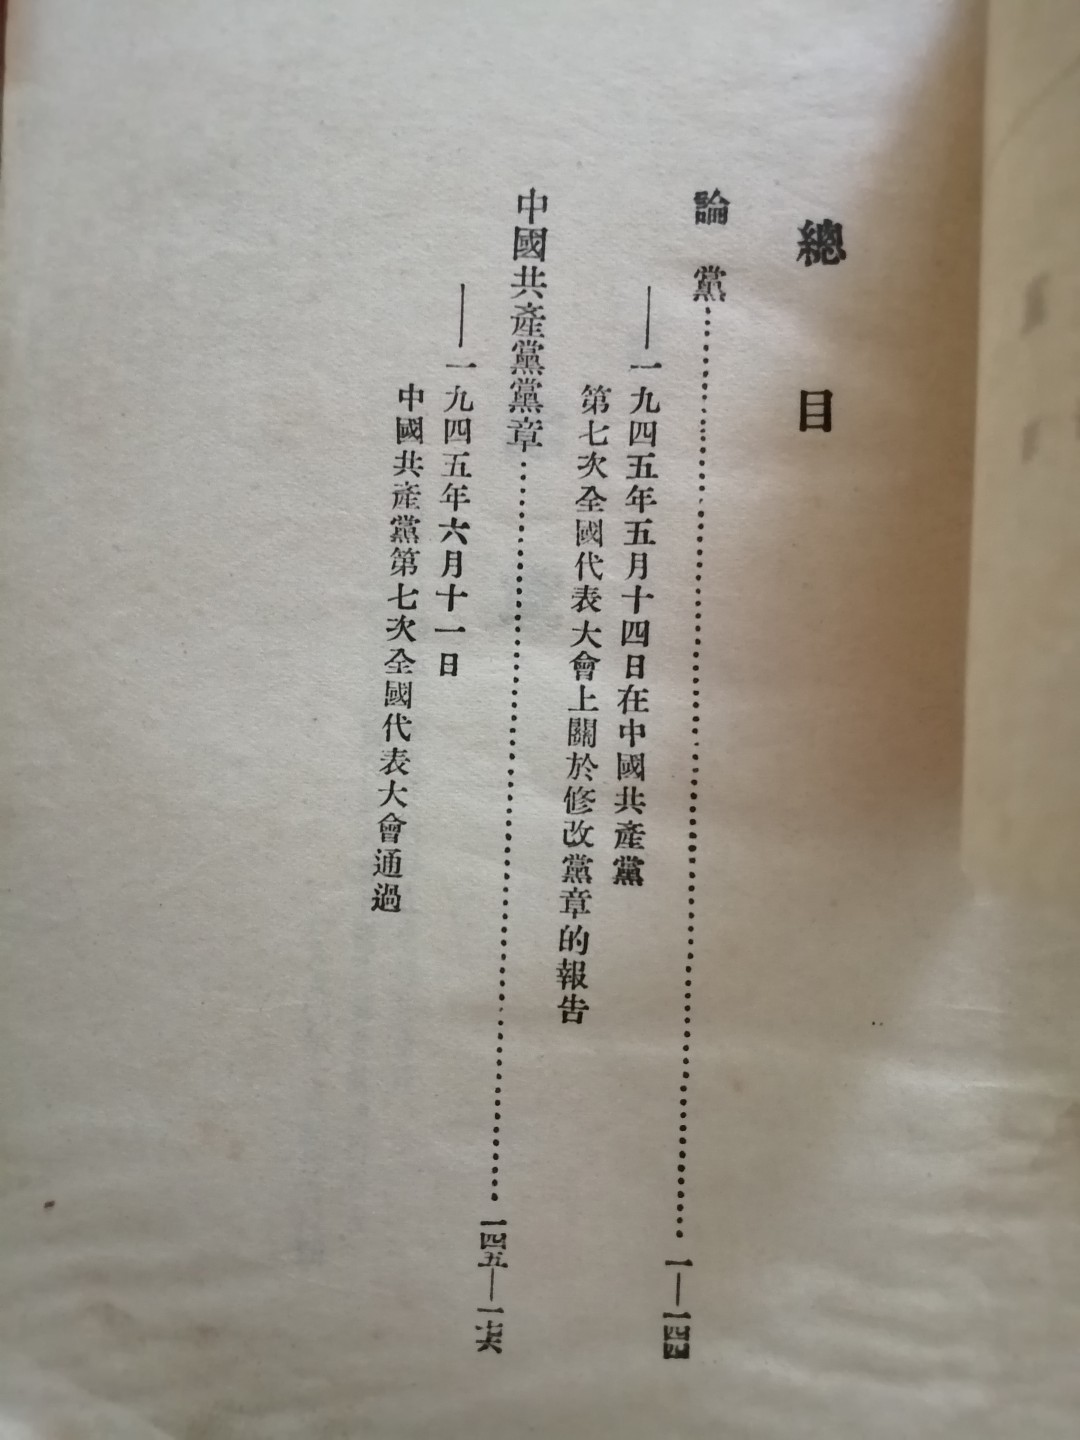 總目
論黨……一—一四四
——一九四五年五月十四日在中國共產黨
第七次全國代表大會上關於修改黨章的報告
中國共產黨黨章……一四五—一七六
——一九四五年六月十一日
中國共產黨第七次全國代表大會通過